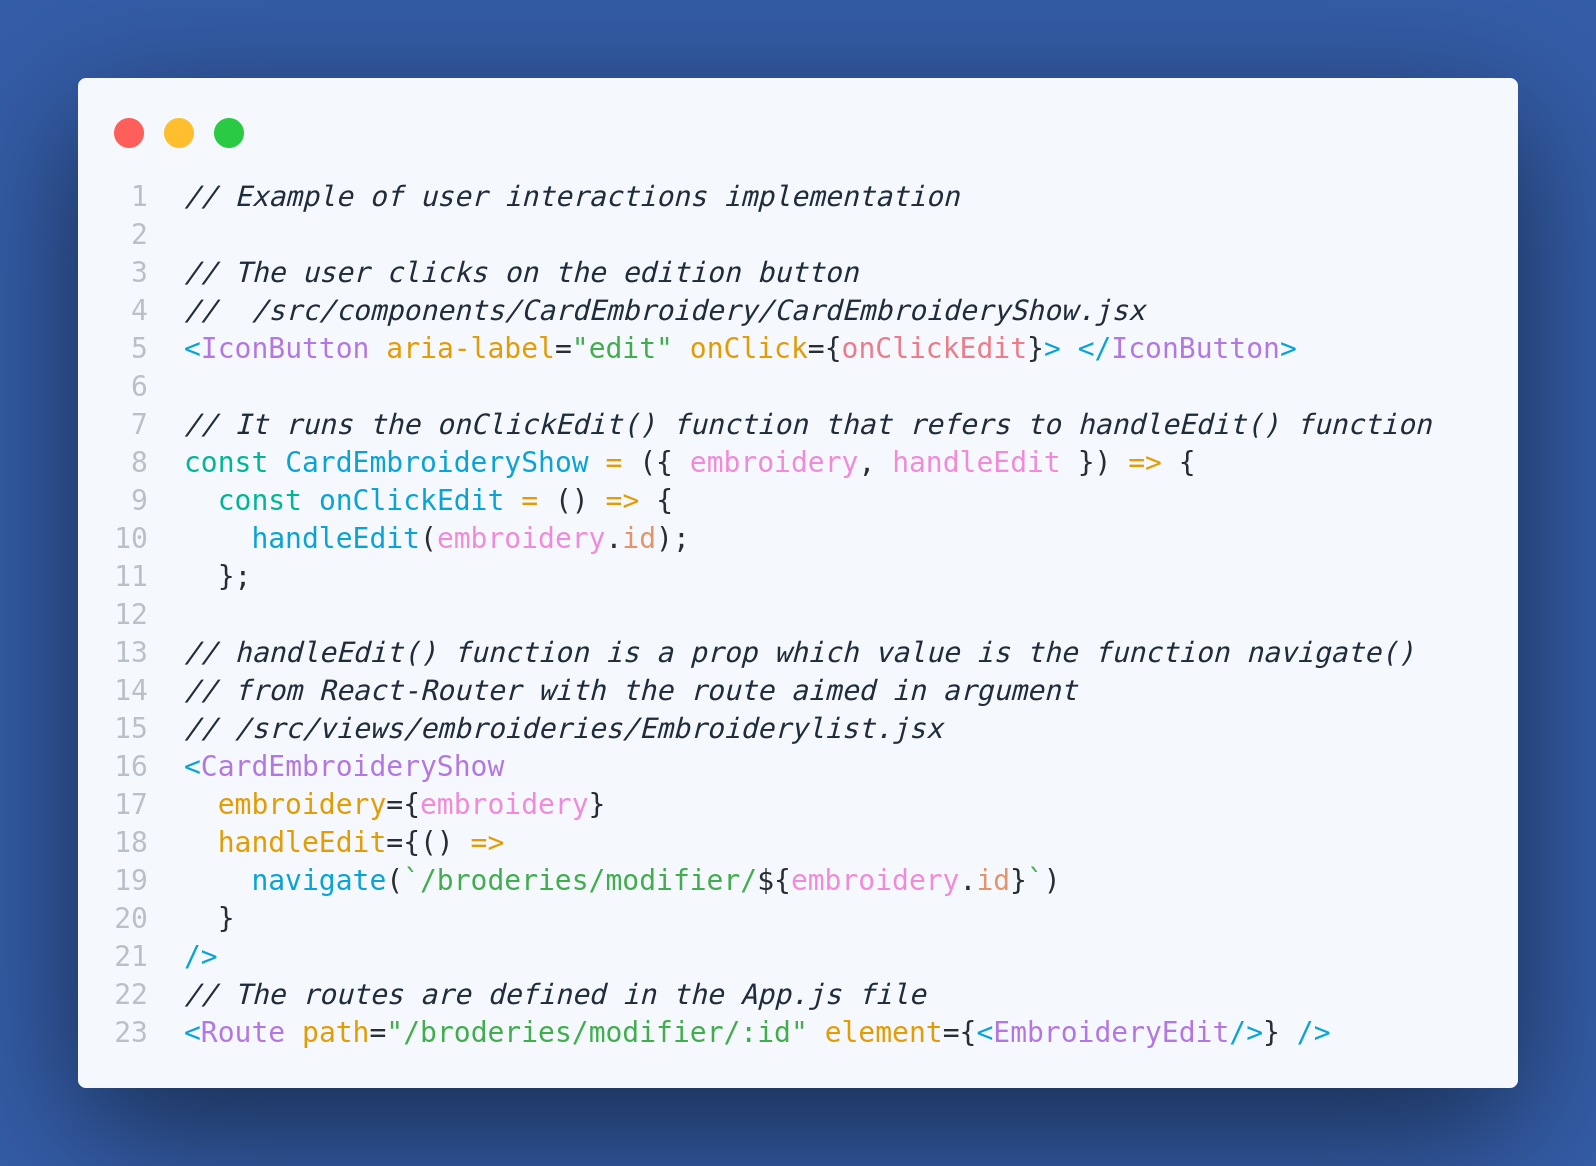 1 // Example of user interactions implementation
2
3 // The user clicks on the edition button
4 //  /src/components/CardEmbroidery/CardEmbroideryShow.jsx
5 <IconButton aria-label="edit" onClick={onClickEdit}> </IconButton>
6
7 // It runs the onClickEdit() function that refers to handleEdit() function
8 const CardEmbroideryShow = ({ embroidery, handleEdit }) => {
9   const onClickEdit = () => {
10     handleEdit(embroidery.id);
11   };
12
13 // handleEdit() function is a prop which value is the function navigate()
14 // from React-Router with the route aimed in argument
15 // /src/views/embroideries/Embroiderylist.jsx
16 <CardEmbroideryShow
17   embroidery={embroidery}
18   handleEdit={() =>
19     navigate(`/broderies/modifier/${embroidery.id}`)
20   }
21 />
22 // The routes are defined in the App.js file
23 <Route path="/broderies/modifier/:id" element={<EmbroideryEdit/>} />